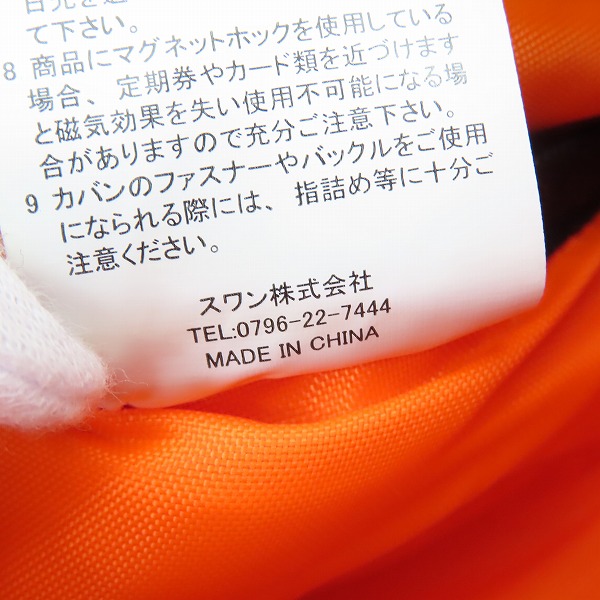 て下さい。
8 商品にマグネットホックを使用している
場合、定期券やカード類を近づけます
と磁気効果を失い使用不可能になる場
合がありますので充分ご注意下さい。
9 カバンのファスナーやバックルをご使用
になられる際には、指詰め等に十分ご
注意ください。
スワン株式会社
TEL:0796-22-7444
MADE IN CHINA